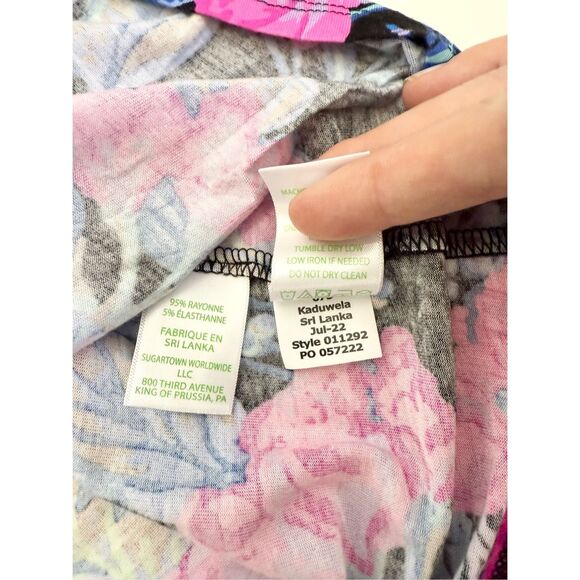 95% RAYONNE
5% ÉLASTHANNE
FABRIQUE EN
SRI LANKA
SUGARTOWN WORLDWIDE
LLC
800 THIRD AVENUE
KING OF PRUSSIA, PA
TUMBLE DRY LOW
LOW IRON IF NEEDED
DO NOT DRY CLEAN
Kaduwela
Sri Lanka
Jul-22
Style 011292
PO 057222